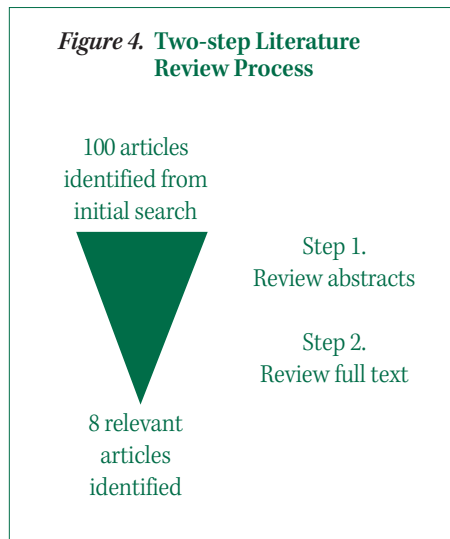 Figure 4. Two-step Literature
Review Process
100 articles
identified from
initial search
Step 1.
Review abstracts
Step 2.
Review full text
8 relevant
articles
identified